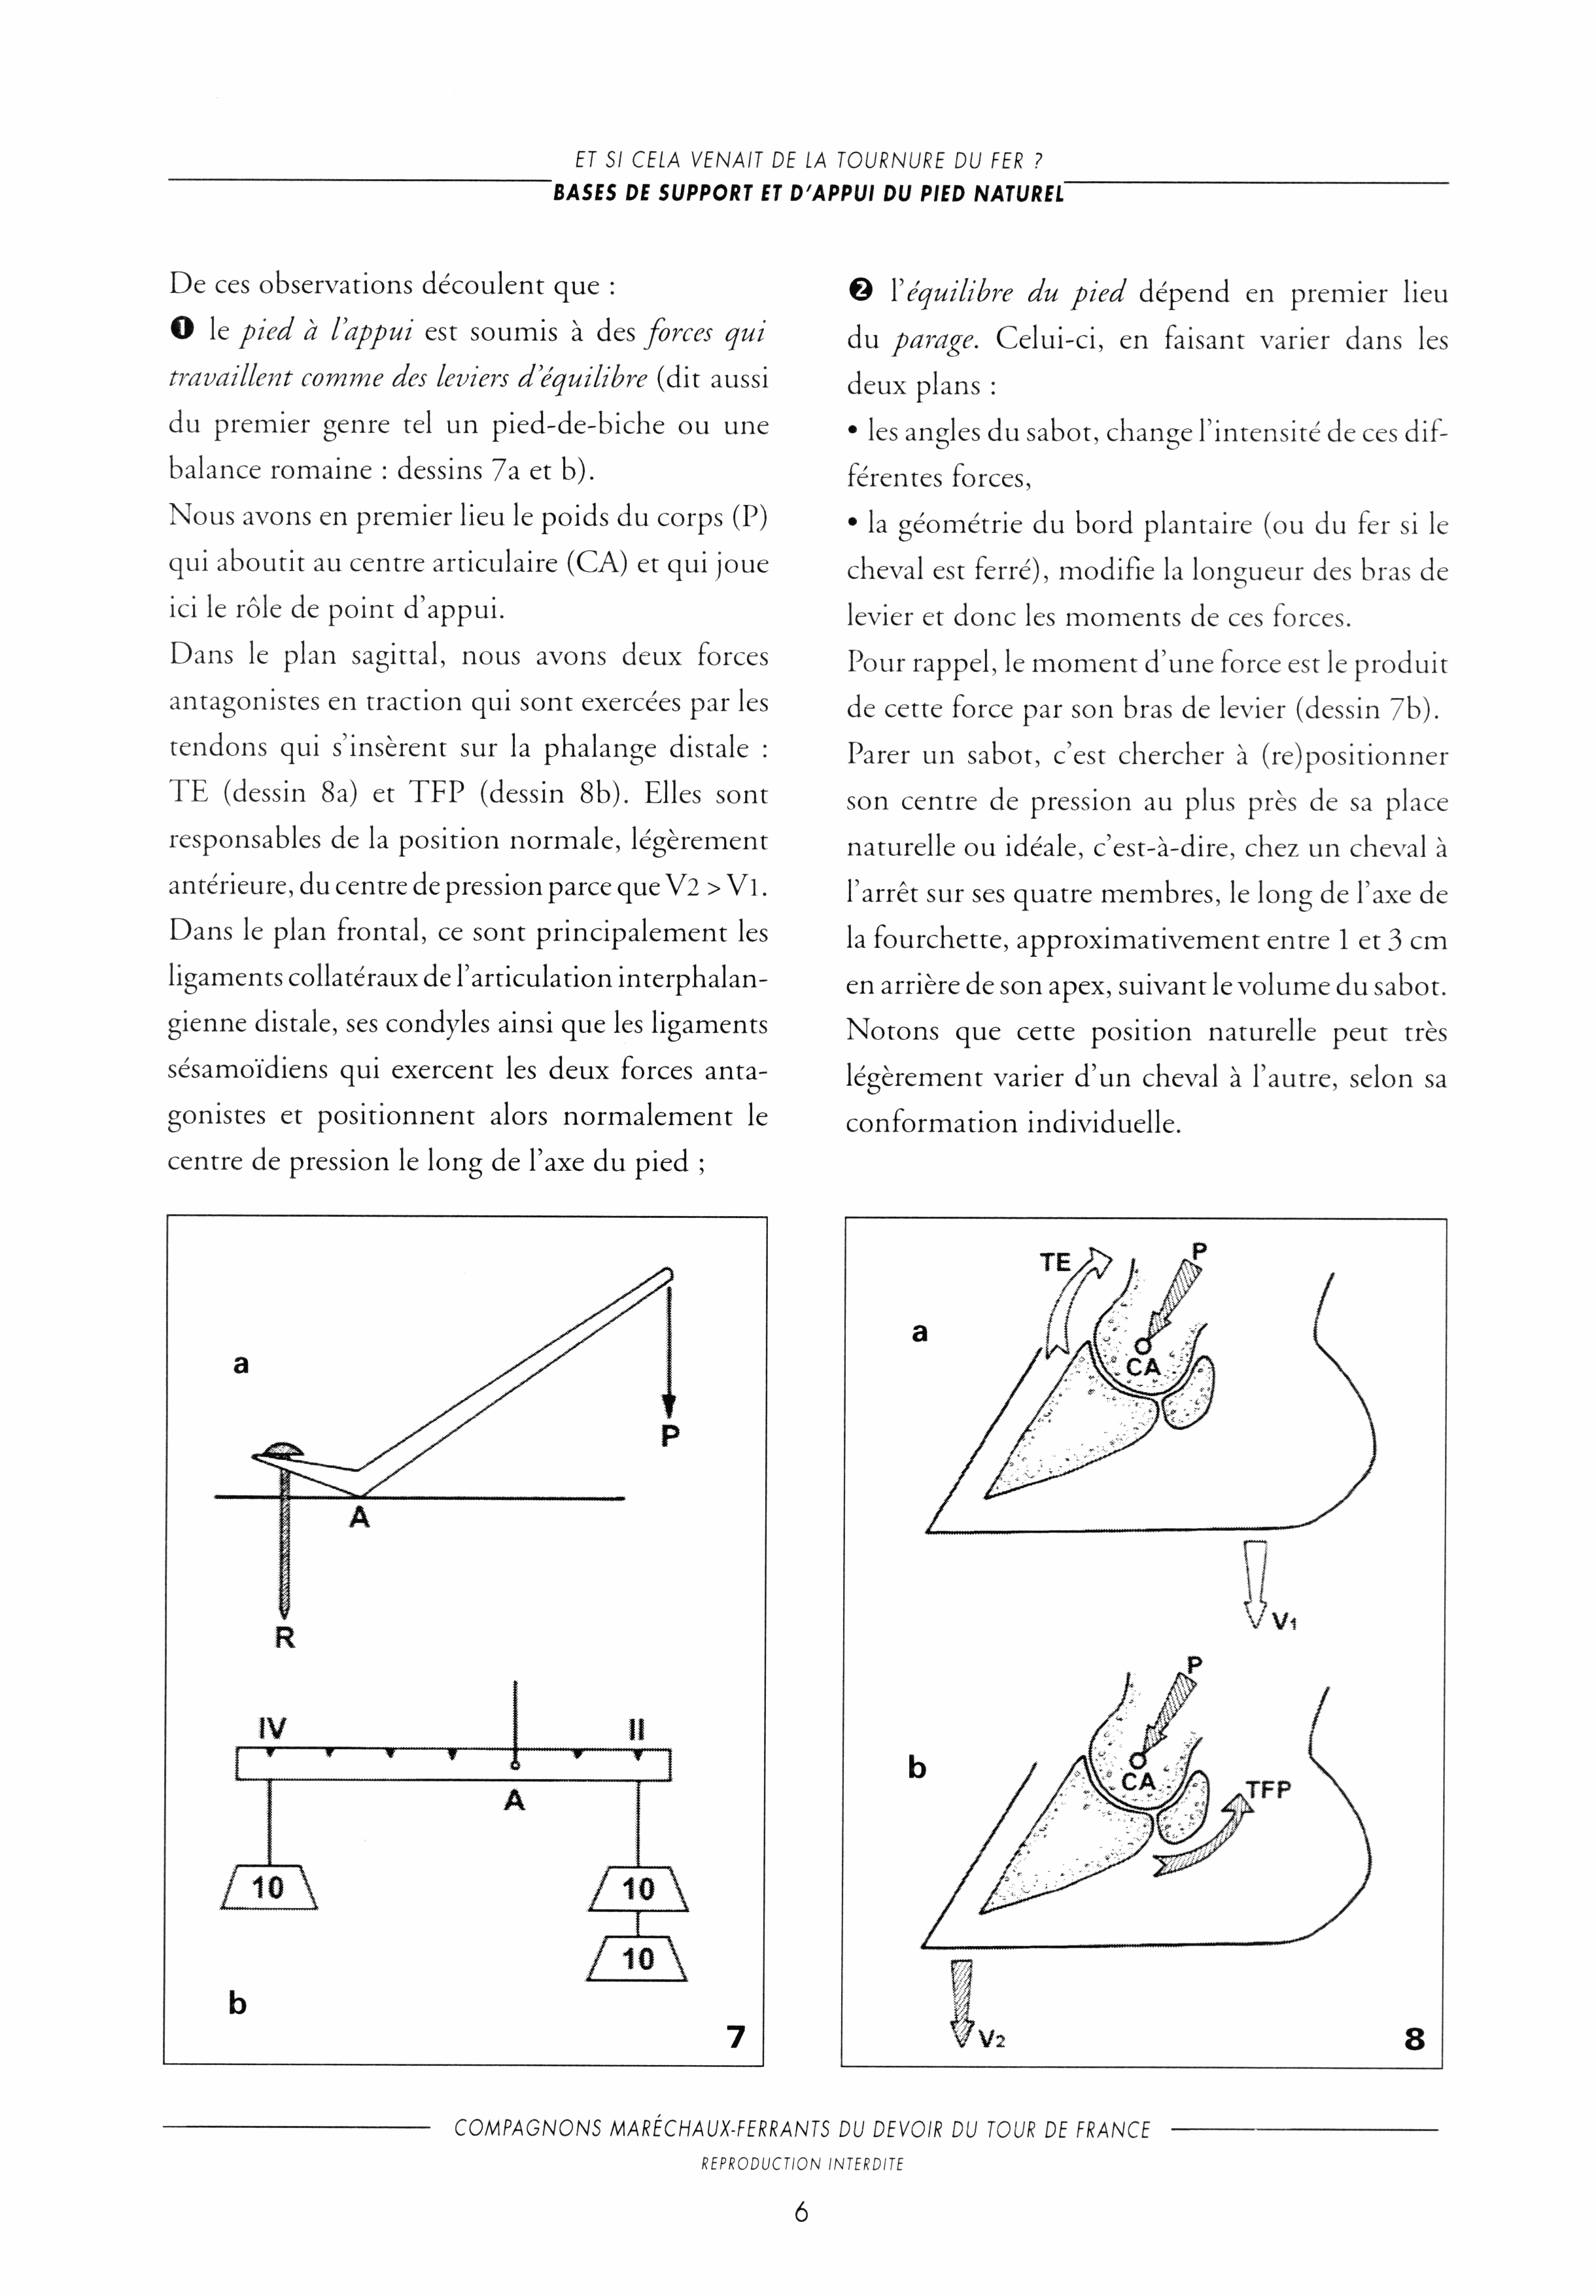 ET SI CELA VENAIT DE LA TOURNURE DU FER ?
BASES DE SUPPORT ET D'APPUI DU PIED NATUREL
De ces observations découlent que :
❶ le pied à l'appui est soumis à des forces qui
travaillent comme des leviers d'équilibre (dit aussi
du premier genre tel un pied-de-biche ou une
balance romaine : dessins 7a et b).
Nous avons en premier lieu le poids du corps (P)
qui aboutit au centre articulaire (CA) et qui joue
ici le rôle de point d'appui.
Dans le plan sagittal, nous avons deux forces
antagonistes en traction qui sont exercées par les
tendons qui s'insèrent sur la phalange distale :
TE (dessin 8a) et TFP (dessin 8b). Elles sont
responsables de la position normale, légèrement
antérieure, du centre de pression parce que V2 > V1.
Dans le plan frontal, ce sont principalement les
ligaments collatéraux de l'articulation interphalan-
gienne distale, ses condyles ainsi que les ligaments
sésamoïdiens qui exercent les deux forces anta-
gonistes et positionnent alors normalement le
centre de pression le long de l'axe du pied ;
❷ l'équilibre du pied dépend en premier lieu
du parage. Celui-ci, en faisant varier dans les
deux plans :
• les angles du sabot, change l'intensité de ces dif-
férentes forces,
• la géométrie du bord plantaire (ou du fer si le
cheval est ferré), modifie la longueur des bras de
levier et donc les moments de ces forces.
Pour rappel, le moment d'une force est le produit
de cette force par son bras de levier (dessin 7b).
Parer un sabot, c'est chercher à (re)positionner
son centre de pression au plus près de sa place
naturelle ou idéale, c'est-à-dire, chez un cheval à
l'arrêt sur ses quatre membres, le long de l'axe de
la fourchette, approximativement entre 1 et 3 cm
en arrière de son apex, suivant le volume du sabot.
Notons que cette position naturelle peut très
légèrement varier d'un cheval à l'autre, selon sa
conformation individuelle.
a
P
A
R
IV
II
A
10
10
10
b
7
TE
P
a
CA
V1
P
b
CA
TFP
V2
8
COMPAGNONS MARÉCHAUX-FERRANTS DU DEVOIR DU TOUR DE FRANCE
REPRODUCTION INTERDITE
6